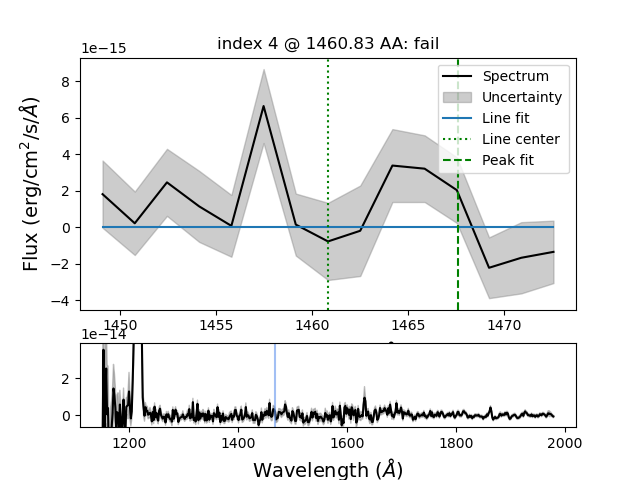 index 4 @ 1460.83 AA: fail
1e−15
Flux (erg/cm²/s/Å)
8
6
4
2
0
−2
−4
Spectrum
Uncertainty
Line fit
Line center
Peak fit
1450 1455 1460 1465 1470
1e−14
2
0
1200 1400 1600 1800 2000
Wavelength (Å)